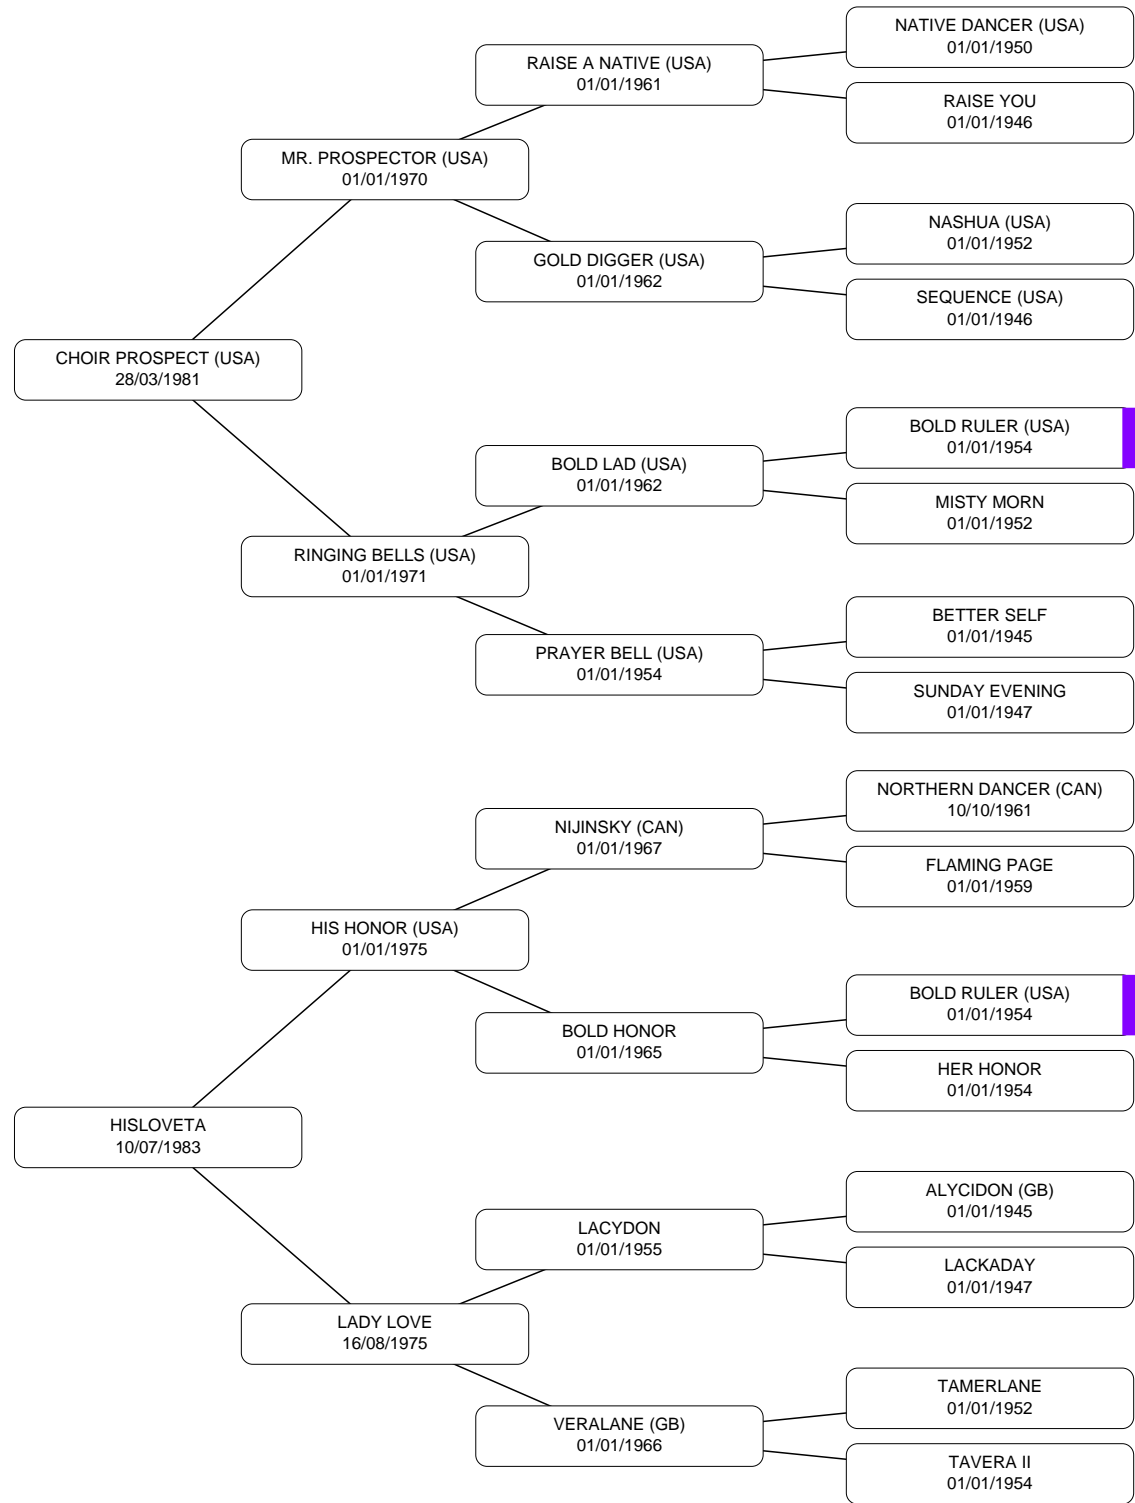 NATIVE DANCER (USA)
01/01/1950
RAISE A NATIVE (USA)
01/01/1961
RAISE YOU
01/01/1946
MR. PROSPECTOR (USA)
01/01/1970
NASHUA (USA)
01/01/1952
GOLD DIGGER (USA)
01/01/1962
SEQUENCE (USA)
01/01/1946
CHOIR PROSPECT (USA)
28/03/1981
BOLD RULER (USA)
01/01/1954
BOLD LAD (USA)
01/01/1962
MISTY MORN
01/01/1952
RINGING BELLS (USA)
01/01/1971
BETTER SELF
01/01/1945
PRAYER BELL (USA)
01/01/1954
SUNDAY EVENING
01/01/1947
NORTHERN DANCER (CAN)
10/10/1961
NIJINSKY (CAN)
01/01/1967
FLAMING PAGE
01/01/1959
HIS HONOR (USA)
01/01/1975
BOLD RULER (USA)
01/01/1954
BOLD HONOR
01/01/1965
HER HONOR
01/01/1954
HISLOVETA
10/07/1983
ALYCIDON (GB)
01/01/1945
LACYDON
01/01/1955
LACKADAY
01/01/1947
LADY LOVE
16/08/1975
TAMERLANE
01/01/1952
VERALANE (GB)
01/01/1966
TAVERA II
01/01/1954